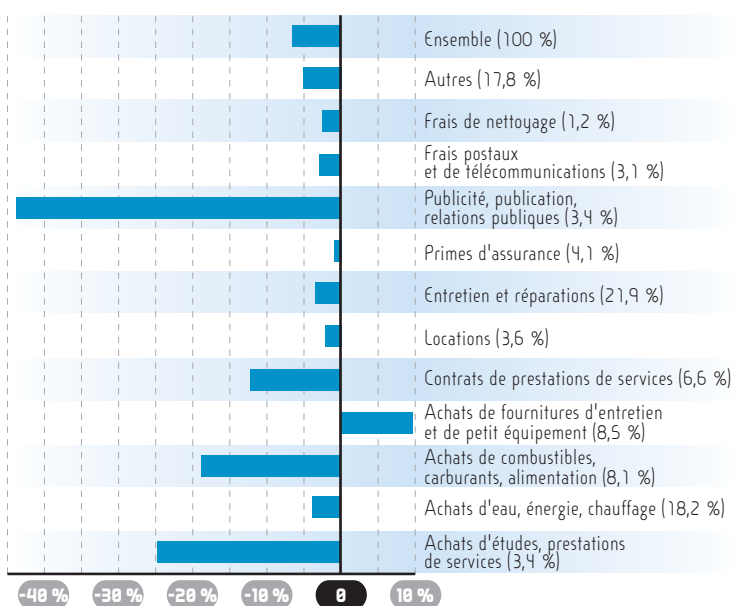 Ensemble (100 %)
Autres (17,8 %)
Frais de nettoyage (1,2 %)
Frais postaux
et de télécommunications (3,1 %)
Publicité, publication,
relations publiques (3,4 %)
Primes d'assurance (4,1 %)
Entretien et réparations (21,9 %)
Locations (3,6 %)
Contrats de prestations de services (6,6 %)
Achats de fournitures d'entretien
et de petit équipement (8,5 %)
Achats de combustibles,
carburants, alimentation (8,1 %)
Achats d'eau, énergie, chauffage (18,2 %)
Achats d'études, prestations
de services (3,4 %)
-40 % -30 % -20 % -10 % 0 10 %